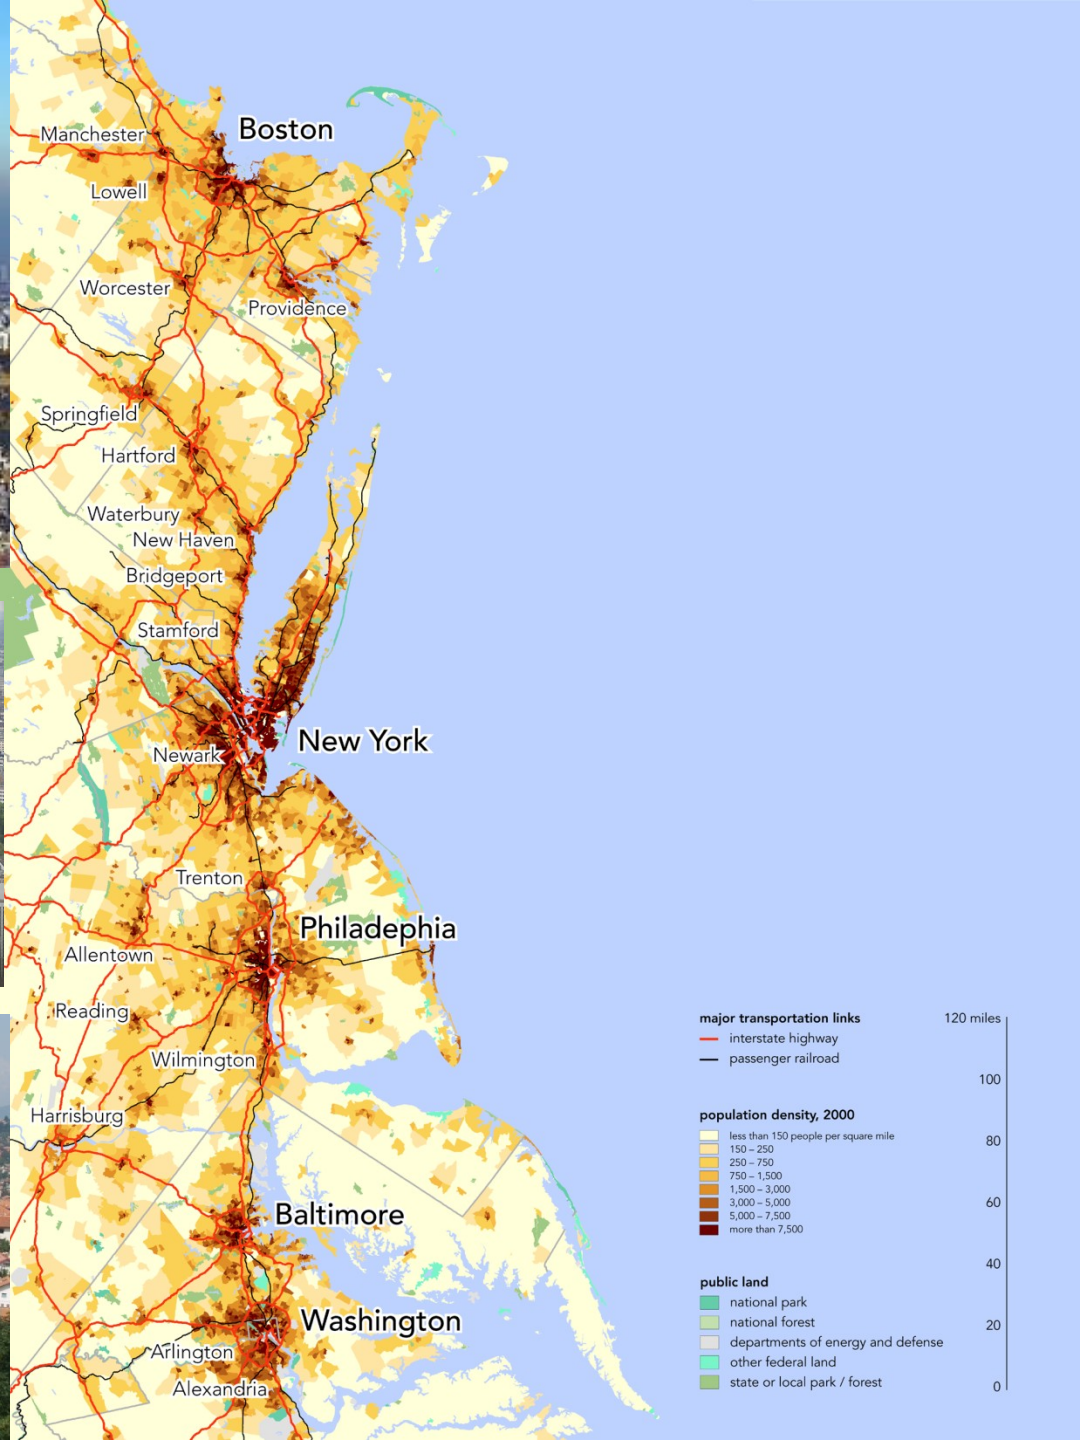 Boston
Manchester
Lowell
Worcester
Providence
Springfield
Hartford
Waterbury
New Haven
Bridgeport
Stamford
New York
Newark
Trenton
Philadephia
Allentown
Reading
Wilmington
Harrisburg
Baltimore
Washington
Arlington
Alexandria
major transportation links
interstate highway
passenger railroad
population density, 2000
less than 150 people per square mile
150 – 250
250 – 750
750 – 1,500
1,500 – 3,000
3,000 – 5,000
5,000 – 7,500
more than 7,500
public land
national park
national forest
departments of energy and defense
other federal land
state or local park / forest
120 miles
100
80
60
40
20
0